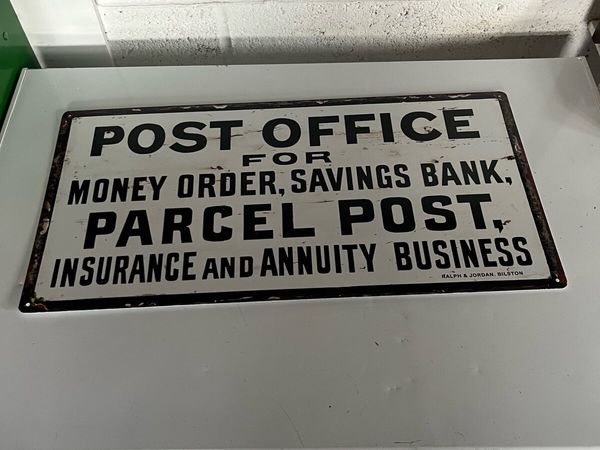 POST OFFICE
FOR
MONEY ORDER, SAVINGS BANK,
PARCEL POST,
INSURANCE AND ANNUITY BUSINESS
RALPH & JORDAN. BILSTON